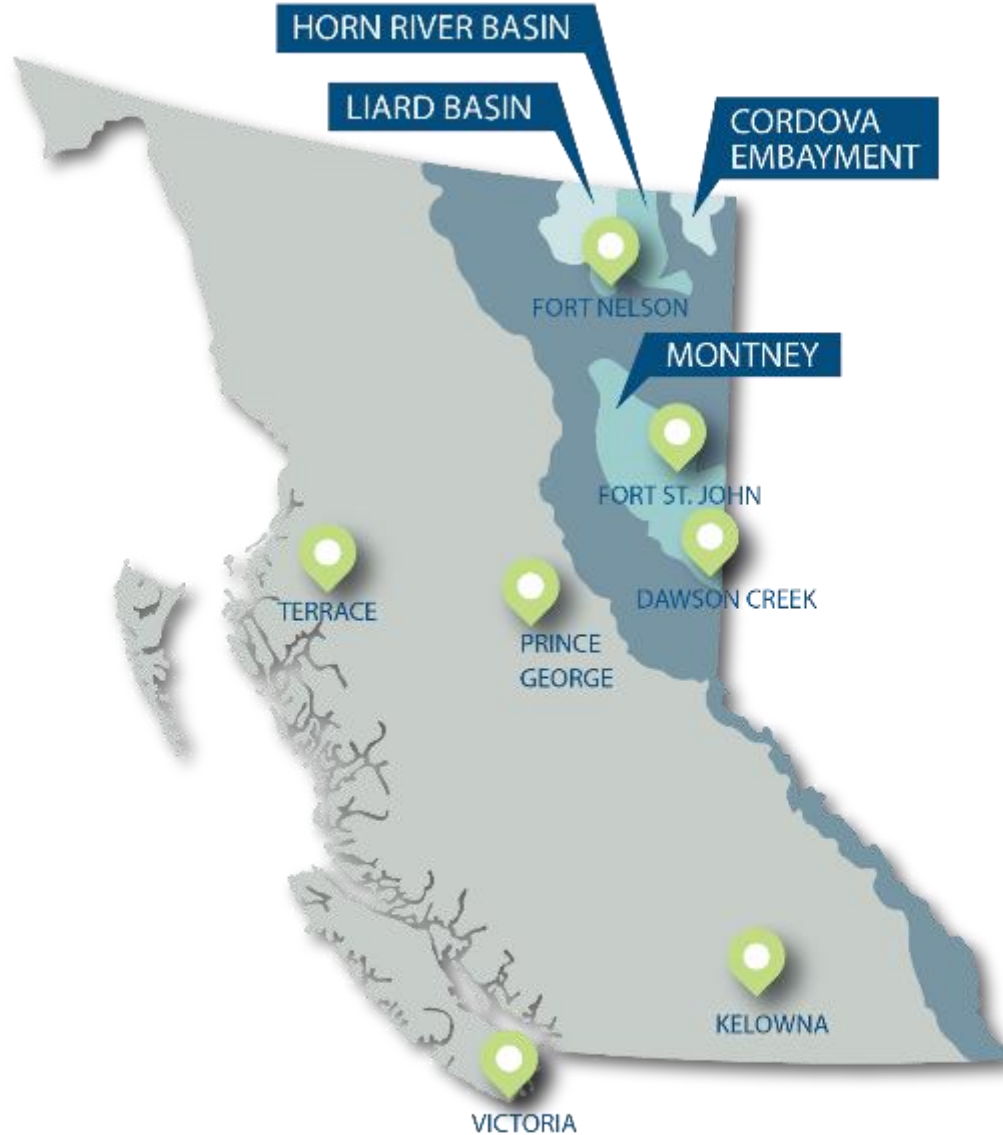 HORN RIVER BASIN
LIARD BASIN
CORDOVA
EMBAYMENT
FORT NELSON
MONTNEY
FORT ST. JOHN
TERRACE
DAWSON CREEK
PRINCE
GEORGE
KELOWNA
VICTORIA